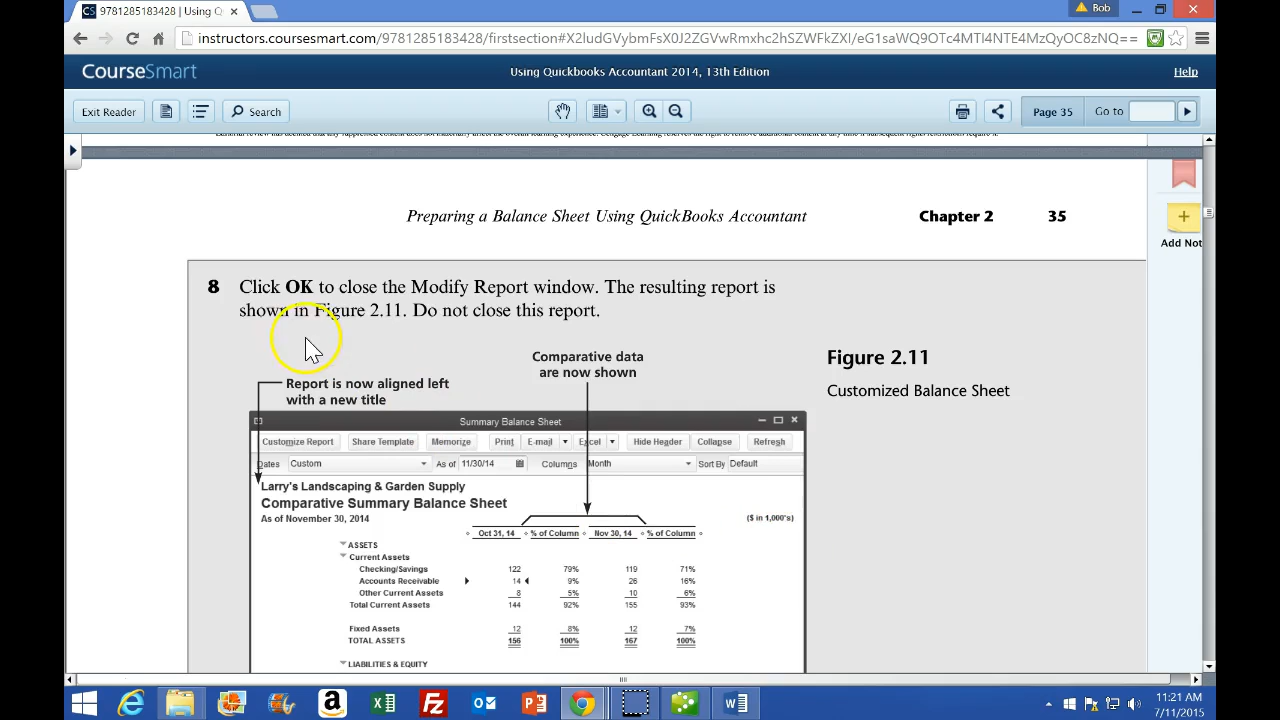 CS 9781285183428 | Using Q
Bob
instructors.coursesmart.com/9781285183428/firstsection#X2ludGVybmFsX0J2ZGVwRmxhc2hSZWFkZXI/eG1saWQ9OTc4MTI4NTE4MzQyOC8zNQ==
CourseSmart
Using Quickbooks Accountant 2014, 13th Edition
Help
Exit Reader
Search
Page 35
Go to
Preparing a Balance Sheet Using QuickBooks Accountant
Chapter 2
35
Add Not
8 Click OK to close the Modify Report window. The resulting report is
shown in Figure 2.11. Do not close this report.
Comparative data
are now shown
Figure 2.11
Customized Balance Sheet
Report is now aligned left
with a new title
Summary Balance Sheet
Customize Report Share Template Memorize Print E-mail Excel Hide Header Collapse Refresh
Dates Custom As of 11/30/14 Columns Month Sort By Default
Larry's Landscaping & Garden Supply
Comparative Summary Balance Sheet
As of November 30, 2014
($ in 1,000's)
Oct 31, 14 % of Column Nov 30, 14 % of Column
ASSETS
Current Assets
Checking/Savings 122 79% 119 71%
Accounts Receivable 14 9% 26 16%
Other Current Assets 8 5% 10 6%
Total Current Assets 144 92% 155 93%
Fixed Assets 12 8% 12 7%
TOTAL ASSETS 156 100% 167 100%
LIABILITIES & EQUITY
11:21 AM
7/11/2015